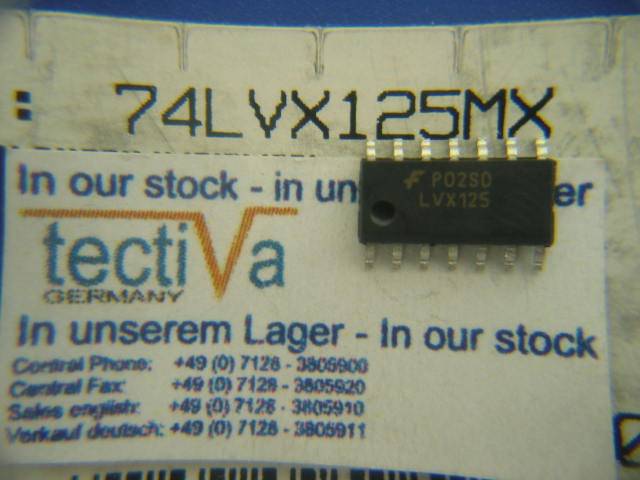 : 74LVX125MX
In our stock - in un er
P02SD
LVX125
tectiva
GERMANY
In unserem Lager - In our stock
Central Phone: +49 (0) 7128 - 3805900
Central Fax: +49 (0) 7128 - 3805920
Sales english: +49 (0) 7128 - 3805910
Verkauf deutsch: +49 (0) 7128 - 3805911